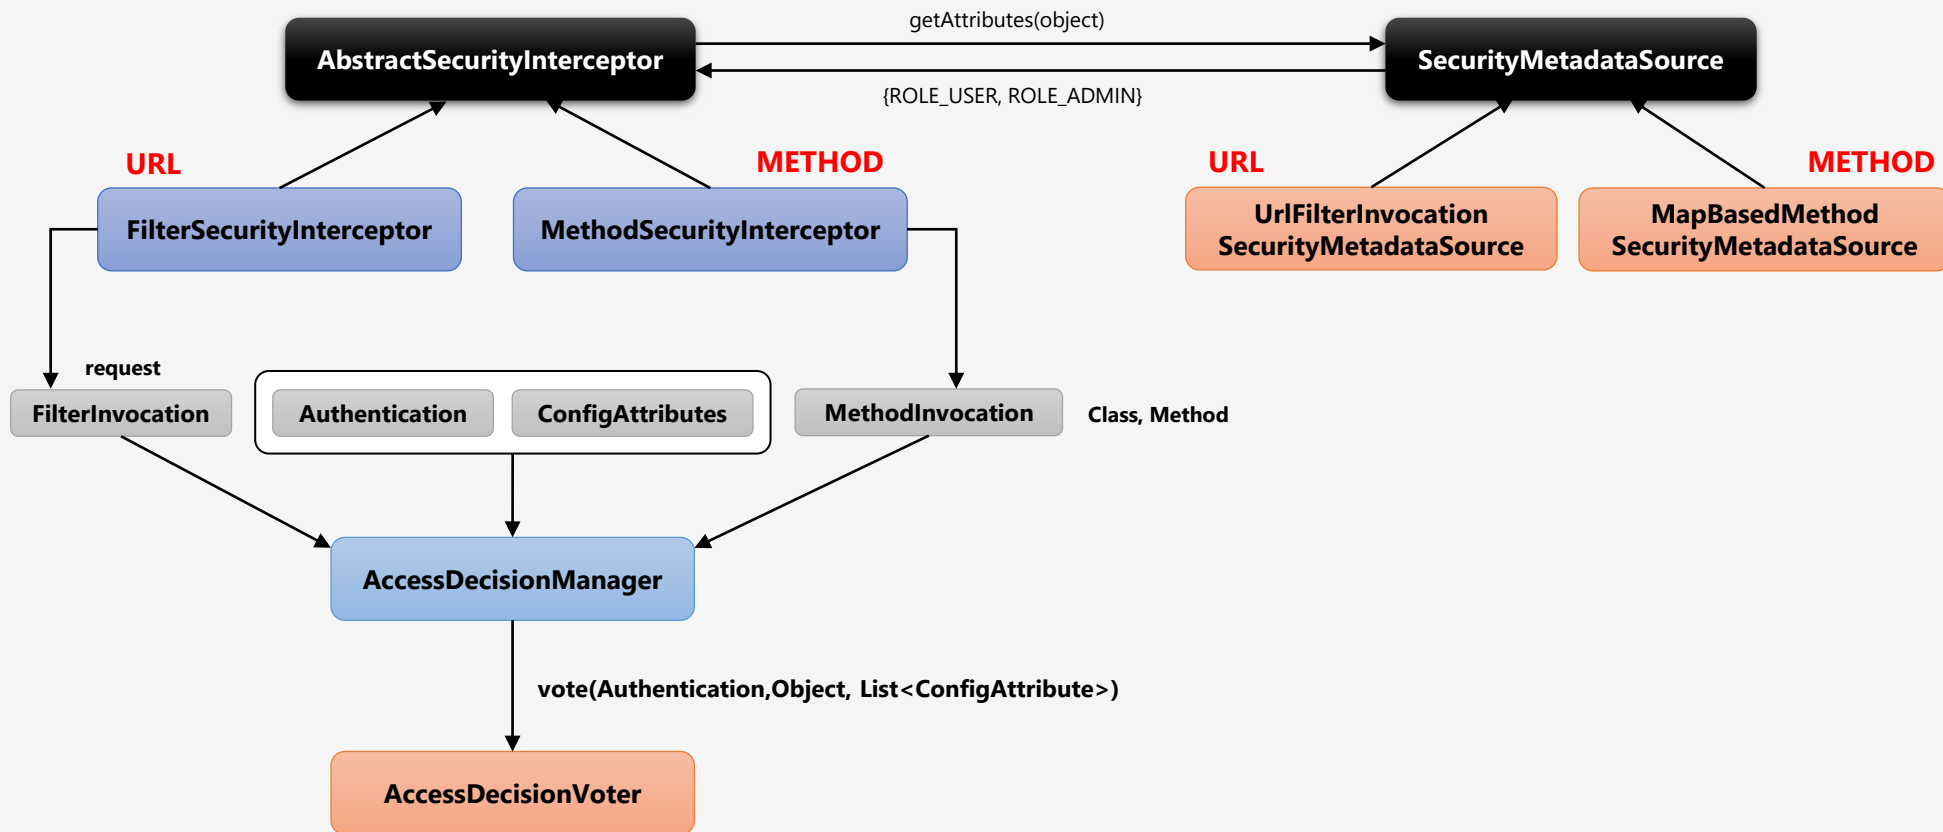 getAttributes(object)
AbstractSecurityInterceptor
SecurityMetadataSource
{ROLE_USER, ROLE_ADMIN}
URL
METHOD
URL
METHOD
FilterSecurityInterceptor
MethodSecurityInterceptor
UrlFilterInvocation
SecurityMetadataSource
MapBasedMethod
SecurityMetadataSource
request
FilterInvocation
Authentication
ConfigAttributes
MethodInvocation
Class, Method
AccessDecisionManager
vote(Authentication,Object, List<ConfigAttribute>)
AccessDecisionVoter